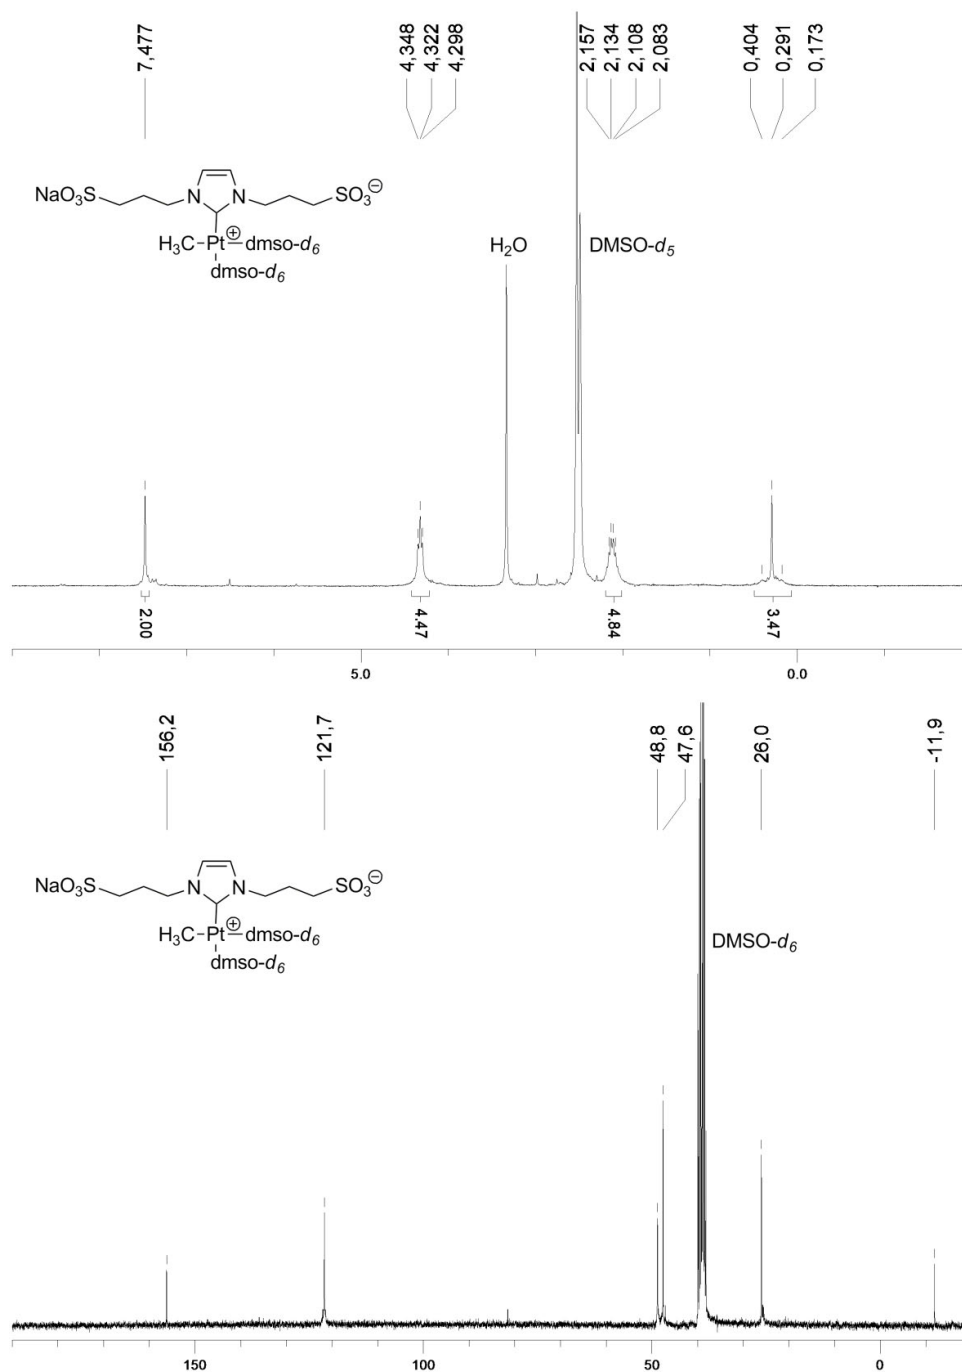 7,477
4,348
4,322
4,298
2,157
2,134
2,108
2,083
0,404
0,291
0,173
NaO3S
N
N
SO3⊖
H3C-Pt⊕-dmso-d6
dmso-d6
H2O
DMSO-d5
2.00
4.47
4.84
3.47
5.0
0.0
156,2
121,7
48,8
47,6
26,0
-11,9
NaO3S
N
N
SO3⊖
H3C-Pt⊕-dmso-d6
dmso-d6
DMSO-d6
100
50
0